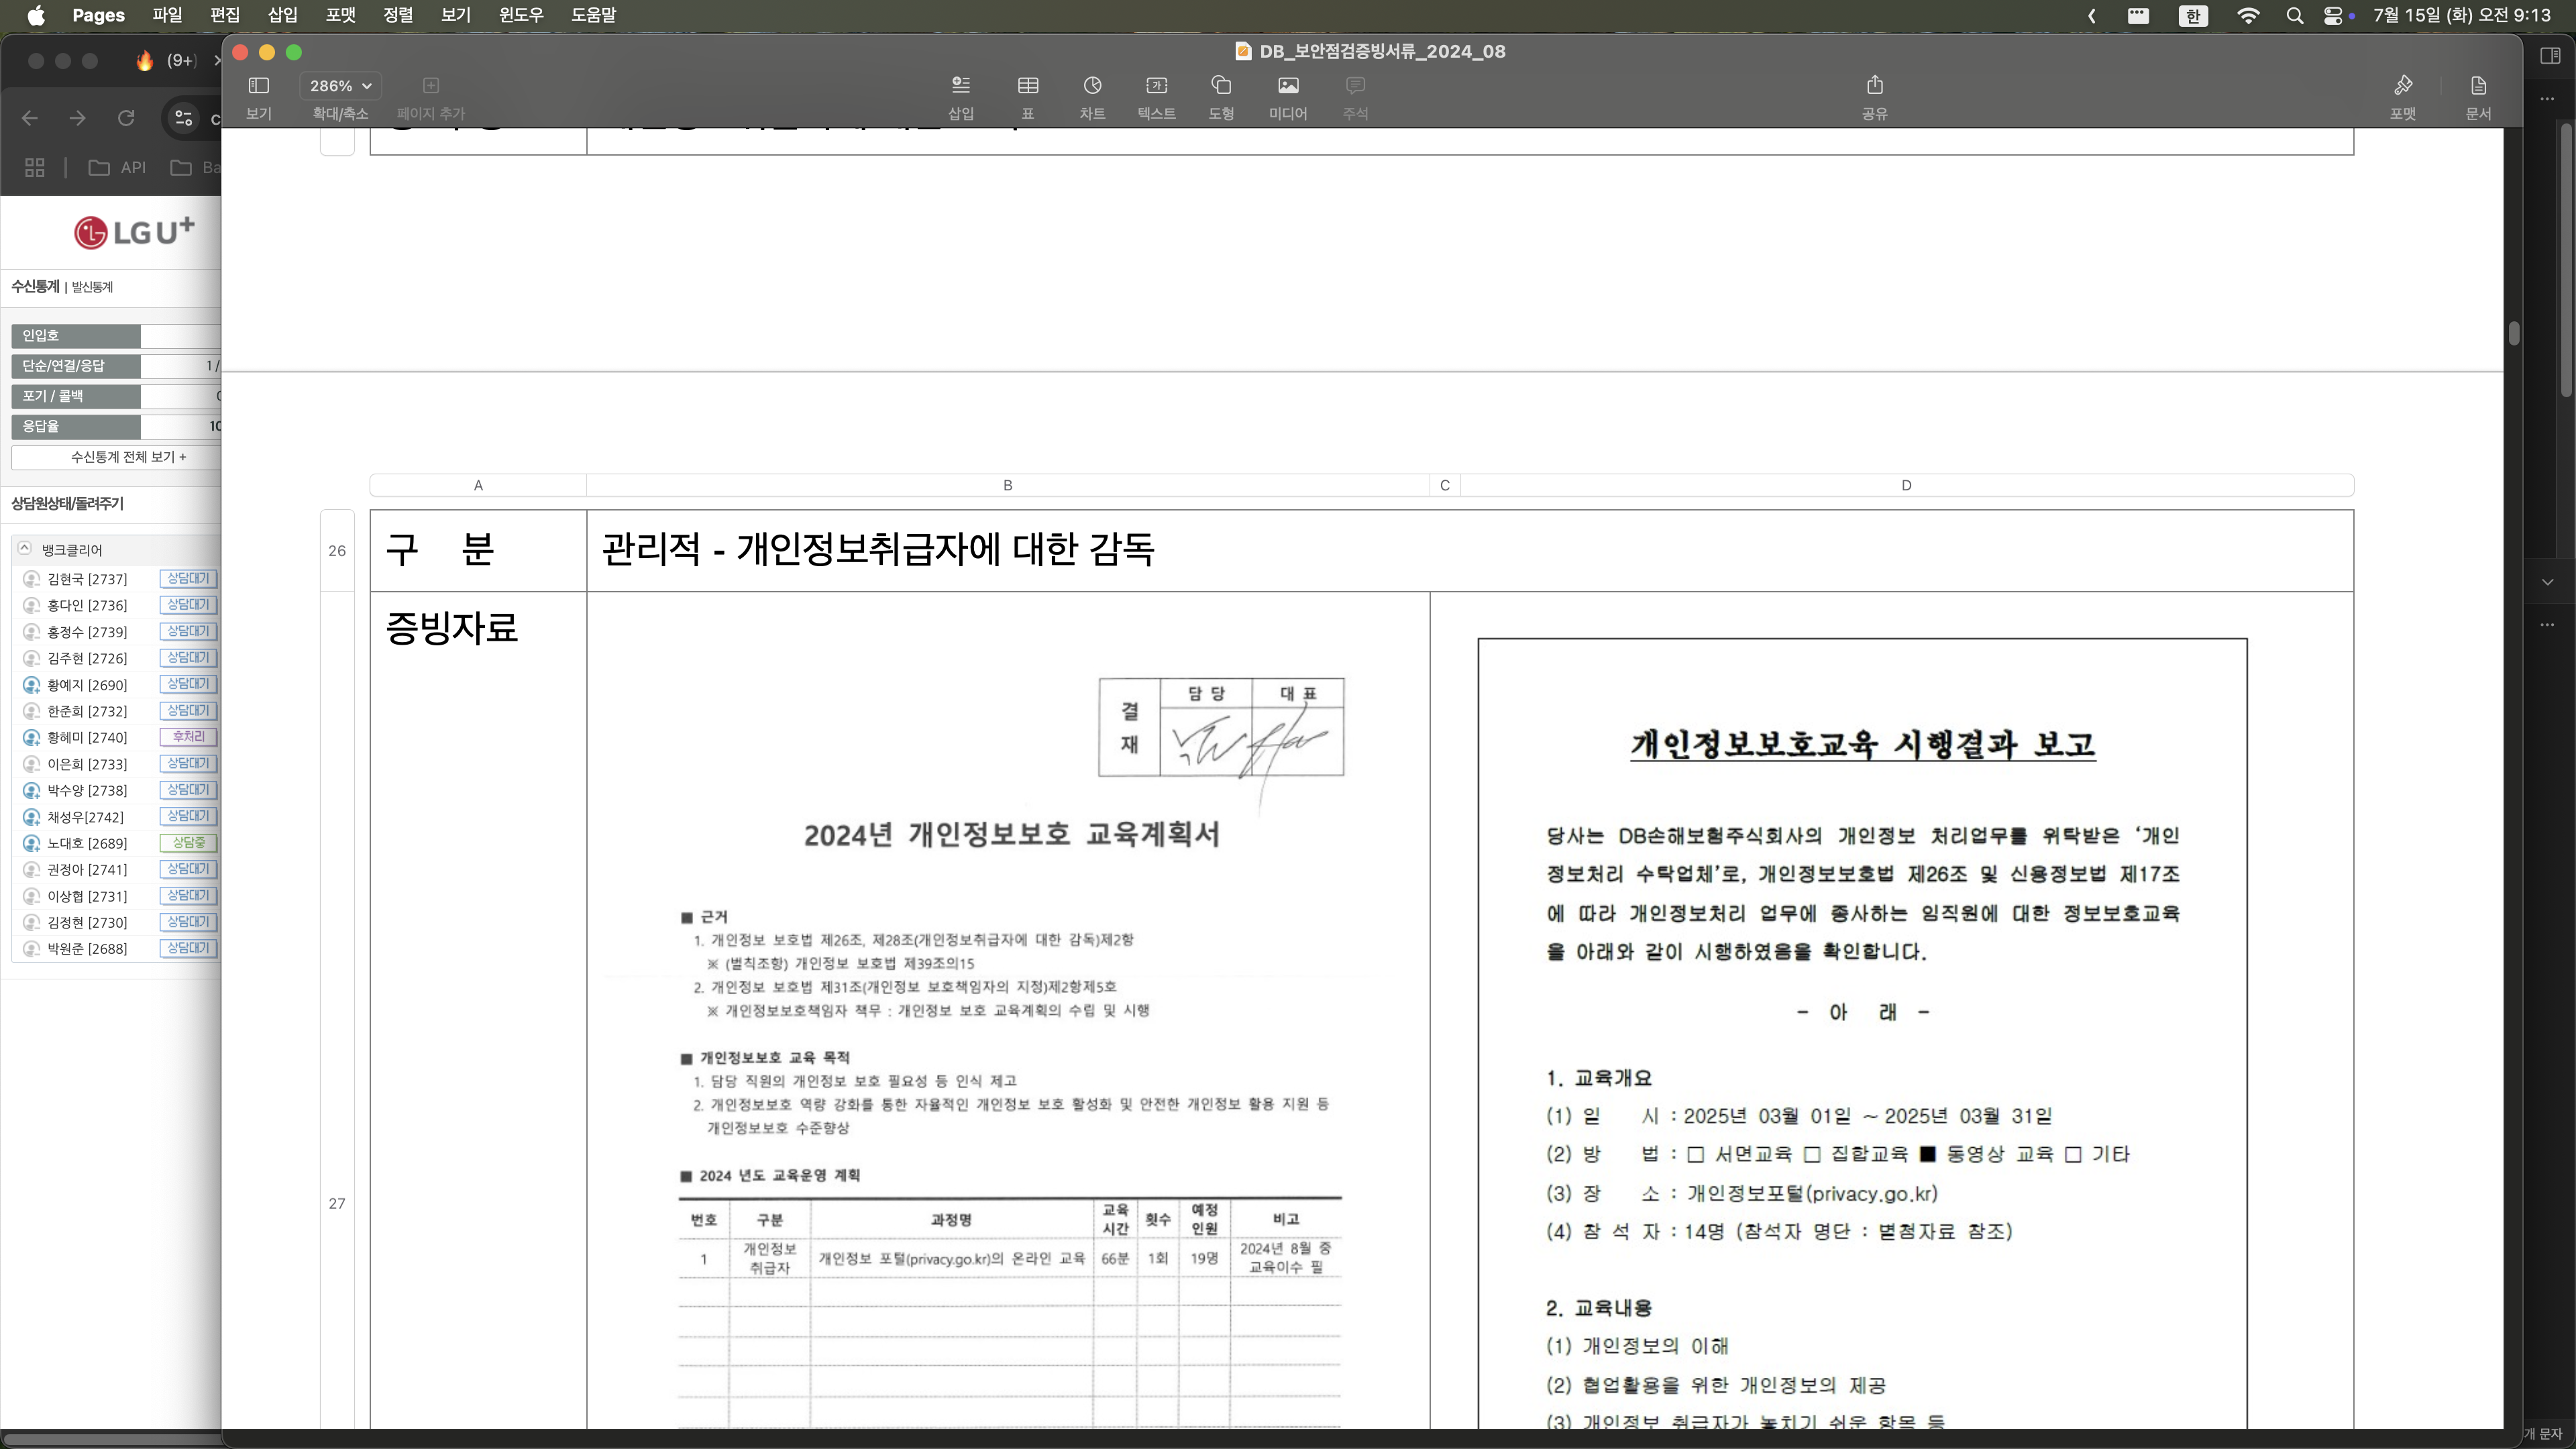 Pages 파일 편집 삽입 포맷 정렬 보기 윈도우 도움말
한 7월 15일 (화) 오전 9:13
(9+)
DB_보안점검증빙서류_2024_08
286%
보기 확대/축소 페이지 추가 삽입 표 차트 텍스트 도형 미디어 주석 공유 포맷 문서
API
LG U+
수신통계 | 발신통계
인입호
단순/연결/응답 1 /
포기 / 콜백
응답율 10
수신통계 전체 보기 +
상담원상태/돌려주기
뱅크클리어
김현국 [2737] 상담대기
홍다인 [2736] 상담대기
홍정수 [2739] 상담대기
김주현 [2726] 상담대기
황예지 [2690] 상담대기
한준희 [2732] 상담대기
황혜미 [2740] 후처리
이은희 [2733] 상담대기
박수양 [2738] 상담대기
채성우[2742] 상담대기
노대호 [2689] 상담중
권정아 [2741] 상담대기
이상협 [2731] 상담대기
김정현 [2730] 상담대기
박원준 [2688] 상담대기
A B C D
26 구 분 관리적 - 개인정보취급자에 대한 감독
27 증빙자료
결재 담당 대표
2024년 개인정보보호 교육계획서
■ 근거
1. 개인정보 보호법 제26조, 제28조(개인정보취급자에 대한 감독)제2항
※ (벌칙조항) 개인정보 보호법 제39조의15
2. 개인정보 보호법 제31조(개인정보 보호책임자의 지정)제2항제5호
※ 개인정보보호책임자 책무 : 개인정보 보호 교육계획의 수립 및 시행
■ 개인정보보호 교육 목적
1. 담당 직원의 개인정보 보호 필요성 등 인식 제고
2. 개인정보보호 역량 강화를 통한 자율적인 개인정보 보호 활성화 및 안전한 개인정보 활용 지원 등
개인정보보호 수준향상
■ 2024 년도 교육운영 계획
번호 구분 과정명 교육시간 횟수 예정인원 비고
1 개인정보취급자 개인정보 포털(privacy.go.kr)의 온라인 교육 66분 1회 19명 2024년 8월 중 교육이수 필
개인정보보호교육 시행결과 보고
당사는 DB손해보험주식회사의 개인정보 처리업무를 위탁받은 ‘개인
정보처리 수탁업체’로, 개인정보보호법 제26조 및 신용정보법 제17조
에 따라 개인정보처리 업무에 종사하는 임직원에 대한 정보보호교육
을 아래와 같이 시행하였음을 확인합니다.
- 아 래 -
1. 교육개요
(1) 일 시 : 2025년 03월 01일 ~ 2025년 03월 31일
(2) 방 법 : □ 서면교육 □ 집합교육 ■ 동영상 교육 □ 기타
(3) 장 소 : 개인정보포털(privacy.go.kr)
(4) 참 석 자 : 14명 (참석자 명단 : 별첨자료 참조)
2. 교육내용
(1) 개인정보의 이해
(2) 협업활용을 위한 개인정보의 제공
(3) 개인정보 취급자가 놓치기 쉬운 항목 등
개 문자